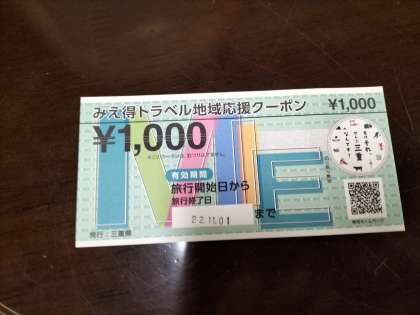 みえ得トラベル地域応援クーポン ¥1,000
¥1,000
有効期間
旅行開始日から
旅行終了日
22.11.01 まで
MIE
発行:三重県